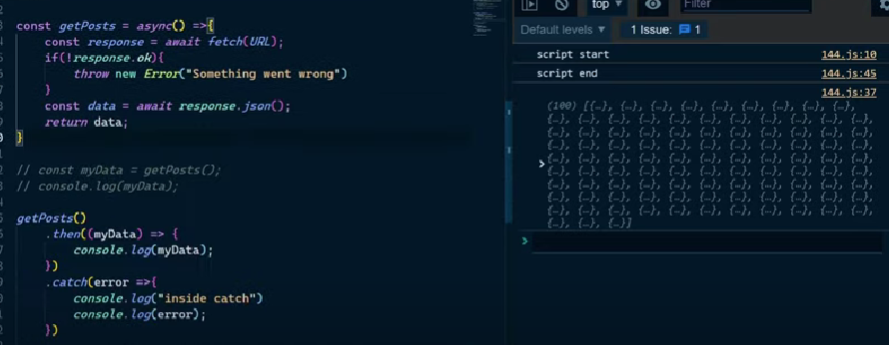 const getPosts = async() =>{
const response = await fetch(URL);
if(!response.ok){
throw new Error("Something went wrong")
}
const data = await response.json();
return data;
}
// const myData = getPosts();
// console.log(myData);
getPosts()
.then((myData) => {
console.log(myData);
})
.catch(error =>{
console.log("inside catch")
console.log(error);
})
top ▼
Filter
Default levels ▼
1 Issue: 1
script start 144.js:10
script end 144.js:45
144.js:37
(100) [{…}, {…}, {…}, {…}, {…}, {…}, {…}, {…}, {…},
{…}, {…}, {…}, {…}, {…}, {…}, {…}, {…}, {…}, {…}, {…},
{…}, {…}, {…}, {…}, {…}, {…}, {…}, {…}, {…}, {…}, {…},
{…}, {…}, {…}, {…}, {…}, {…}, {…}, {…}, {…}, {…}, {…},
{…}, {…}, {…}, {…}, {…}, {…}, {…}, {…}, {…}, {…}, {…},
{…}, {…}, {…}, {…}, {…}, {…}, {…}, {…}, {…}, {…}, {…},
{…}, {…}, {…}, {…}, {…}, {…}, {…}, {…}, {…}, {…}, {…},
{…}, {…}, {…}, {…}, {…}, {…}, {…}, {…}, {…}, {…}, {…},
{…}, {…}, {…}, {…}, {…}, {…}, {…}, {…}, {…}, {…}, {…},
{…}, {…}, {…}]